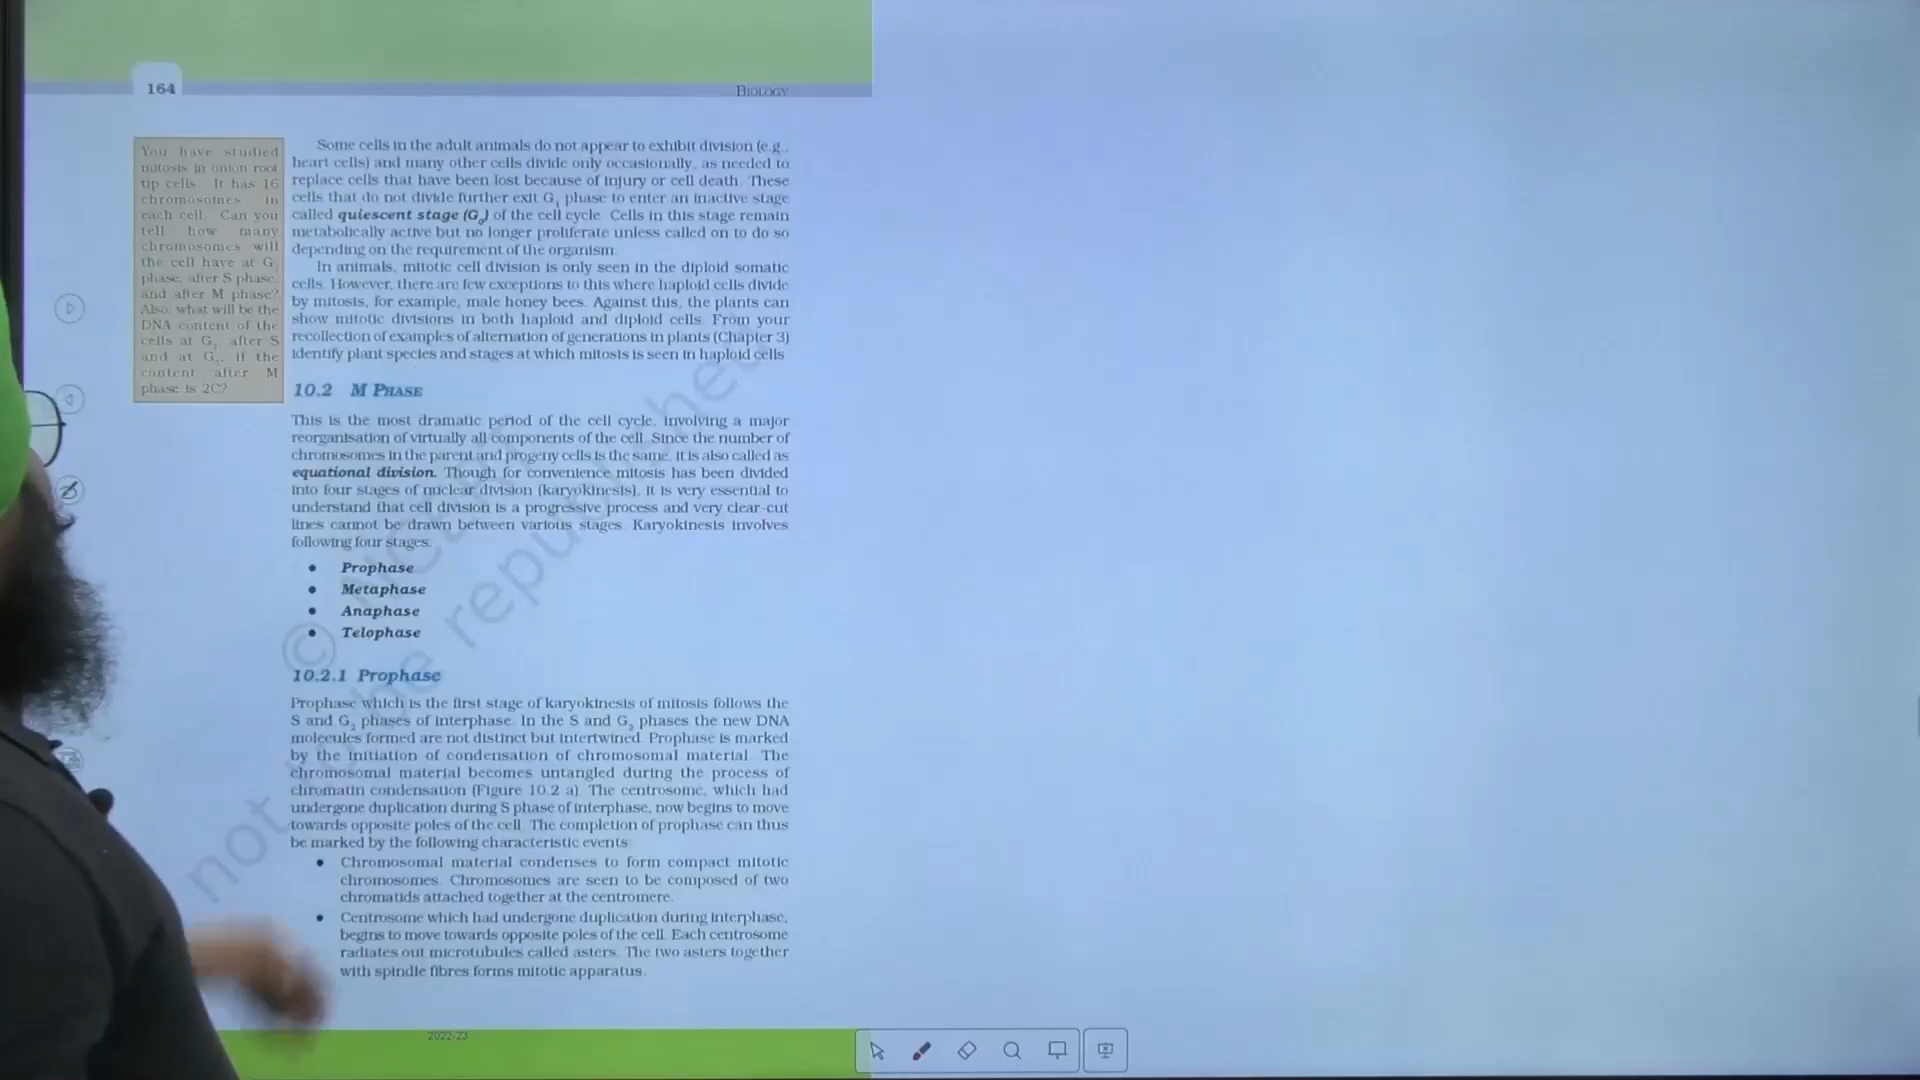 164
BIOLOGY
You have studied
mitosis in onion root
tip cells. It has 16
chromosomes in
each cell. Can you
tell how many
chromosomes will
the cell have at G1
phase, after S phase,
and after M phase?
Also, what will be the
DNA content of the
cells at G1, after S
and at G2, if the
content after M
phase is 2C?
Some cells in the adult animals do not appear to exhibit division (e.g.,
heart cells) and many other cells divide only occasionally, as needed to
replace cells that have been lost because of injury or cell death. These
cells that do not divide further exit G1 phase to enter an inactive stage
called quiescent stage (G0) of the cell cycle. Cells in this stage remain
metabolically active but no longer proliferate unless called on to do so
depending on the requirement of the organism.
In animals, mitotic cell division is only seen in the diploid somatic
cells. However, there are few exceptions to this where haploid cells divide
by mitosis, for example, male honey bees. Against this, the plants can
show mitotic divisions in both haploid and diploid cells. From your
recollection of examples of alternation of generations in plants (Chapter 3)
identify plant species and stages at which mitosis is seen in haploid cells.
10.2 M PHASE
This is the most dramatic period of the cell cycle, involving a major
reorganisation of virtually all components of the cell. Since the number of
chromosomes in the parent and progeny cells is the same, it is also called as
equational division. Though for convenience mitosis has been divided
into four stages of nuclear division (karyokinesis), it is very essential to
understand that cell division is a progressive process and very clear-cut
lines cannot be drawn between various stages. Karyokinesis involves
following four stages.
• Prophase
• Metaphase
• Anaphase
• Telophase
10.2.1 Prophase
Prophase which is the first stage of karyokinesis of mitosis follows the
S and G2 phases of interphase. In the S and G2 phases the new DNA
molecules formed are not distinct but intertwined. Prophase is marked
by the initiation of condensation of chromosomal material. The
chromosomal material becomes untangled during the process of
chromatin condensation (Figure 10.2 a). The centrosome, which had
undergone duplication during S phase of interphase, now begins to move
towards opposite poles of the cell. The completion of prophase can thus
be marked by the following characteristic events:
• Chromosomal material condenses to form compact mitotic
chromosomes. Chromosomes are seen to be composed of two
chromatids attached together at the centromere.
• Centrosome which had undergone duplication during interphase,
begins to move towards opposite poles of the cell. Each centrosome
radiates out microtubules called asters. The two asters together
with spindle fibres forms mitotic apparatus.
2022-23